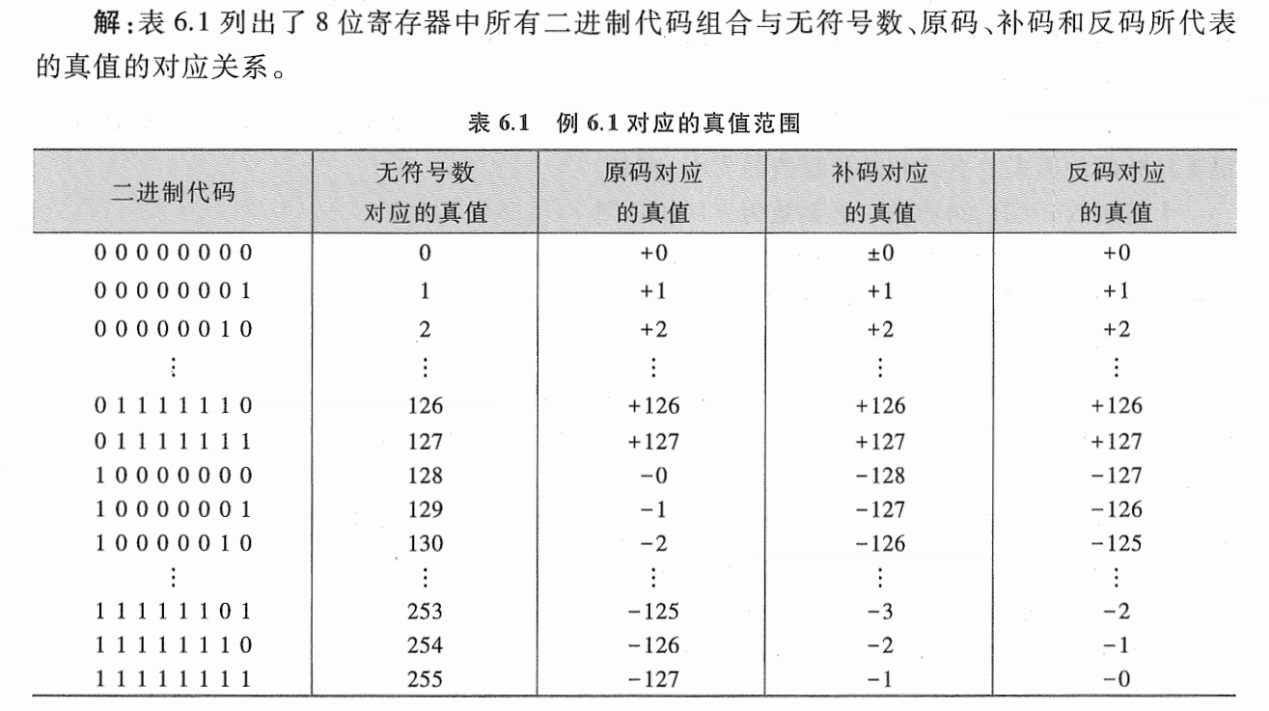 解:表 6.1 列出了 8 位寄存器中所有二进制代码组合与无符号数、原码、补码和反码所代表
的真值的对应关系。
表 6.1 例 6.1 对应的真值范围
二进制代码 无符号数对应的真值 原码对应的真值 补码对应的真值 反码对应的真值
0 0 0 0 0 0 0 0 0 +0 ±0 +0
0 0 0 0 0 0 0 1 1 +1 +1 +1
0 0 0 0 0 0 1 0 2 +2 +2 +2
⋮ ⋮ ⋮ ⋮ ⋮
0 1 1 1 1 1 1 0 126 +126 +126 +126
0 1 1 1 1 1 1 1 127 +127 +127 +127
1 0 0 0 0 0 0 0 128 −0 −128 −127
1 0 0 0 0 0 0 1 129 −1 −127 −126
1 0 0 0 0 0 1 0 130 −2 −126 −125
⋮ ⋮ ⋮ ⋮ ⋮
1 1 1 1 1 1 0 1 253 −125 −3 −2
1 1 1 1 1 1 1 0 254 −126 −2 −1
1 1 1 1 1 1 1 1 255 −127 −1 −0